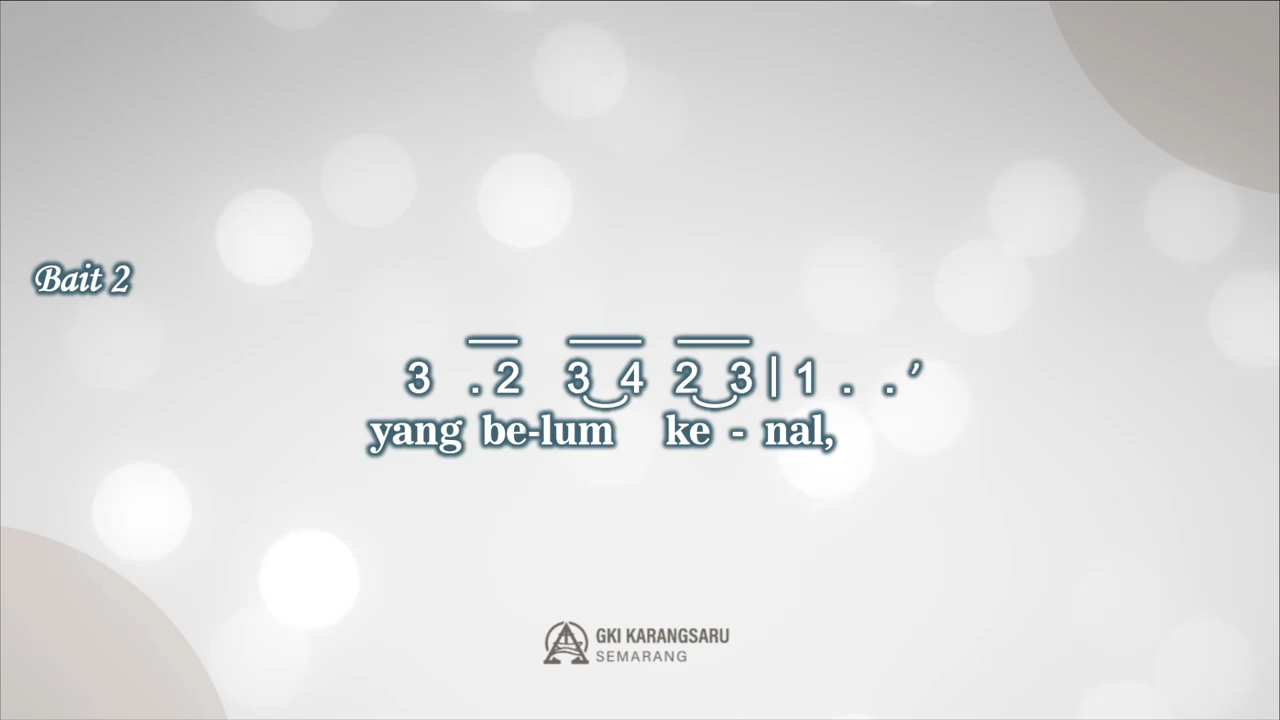 Bait 2
3 . 2 3 4 2 3 | 1 . . ’
yang be-lum ke - nal,
GKI KARANGSARU
SEMARANG